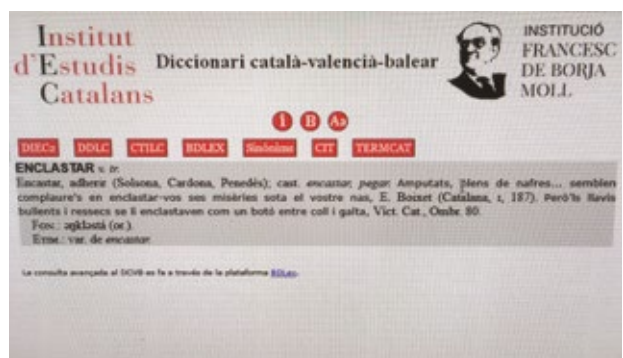 Institut
d'Estudis
Catalans
Diccionari català-valencià-balear
INSTITUCIÓ
FRANCESC
DE BORJA
MOLL
i B Aa
DIEC2 DDLC CTILC BDLEX Sinònims CIT TERMCAT
ENCLASTAR v. tr.
Encastar, adherir (Solsona, Cardona, Penedès); cast. encastar, pegar. Amputats, plens de nafres... semblen
complaure's en enclastar-vos ses misèries sota el vostre nas, E. Boixet (Catalana, I, 187). Però'ls llavis
bullents i ressecs se li enclastaven com un botó entre coll i galta, Víct. Cat., Ombr. 80.
Fon.: əŋkləstá (or.).
Etim.: var. de encastar.
La consulta avançada al DCVB es fa a través de la plataforma BDLex.